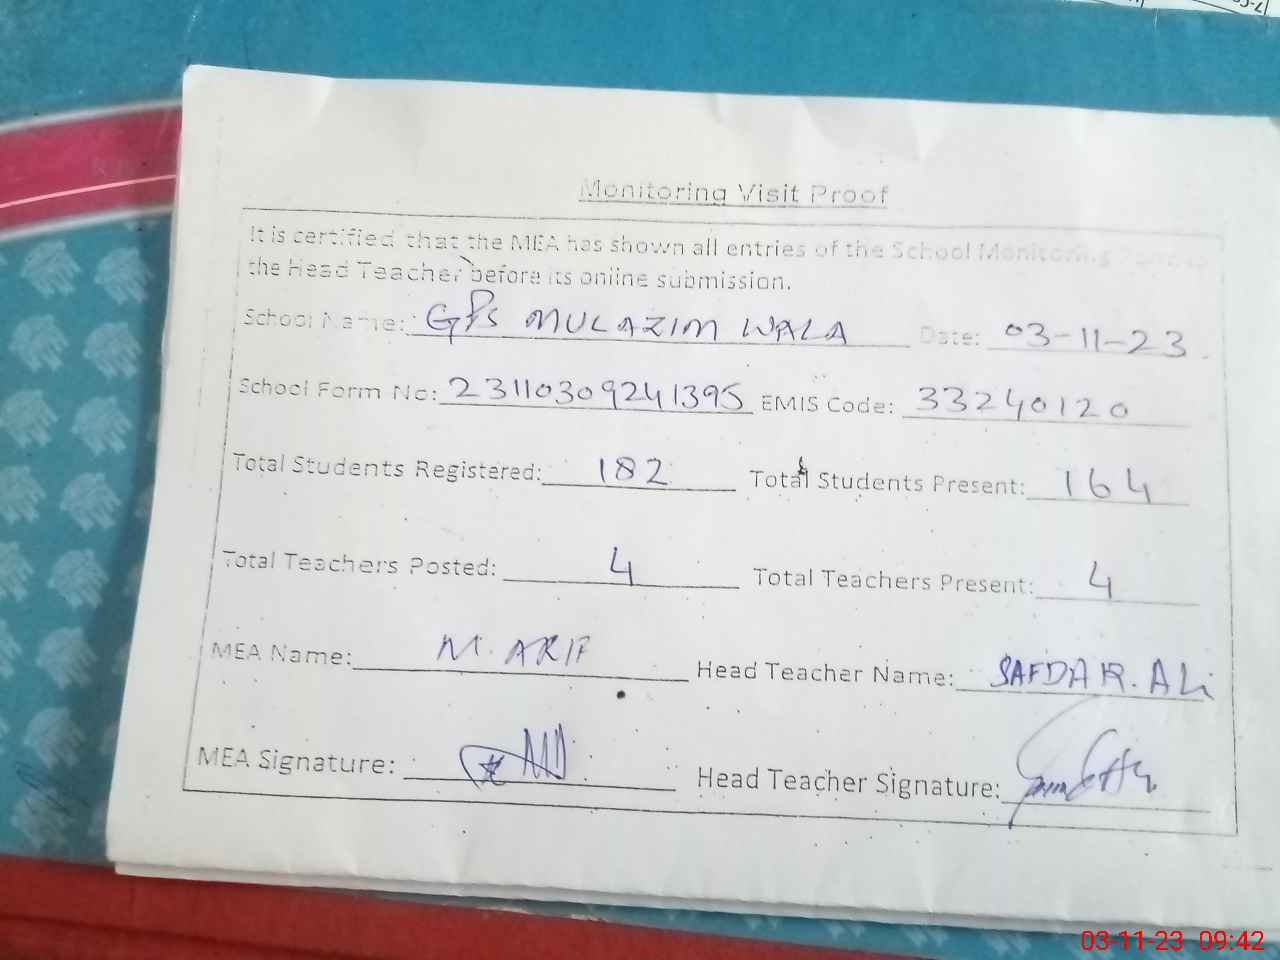 Monitoring Visit Proof
It is certified that the MEA has shown all entries of the School Monitoring
the Head Teacher before its online submission.
School Name: GPS MULAZIM WALA Date: 03-11-23
School Form No: 23110309241395 EMIS Code: 33240120
Total Students Registered: 182 Total Students Present: 164
Total Teachers Posted: 4 Total Teachers Present: 4
MEA Name: M. ARIF Head Teacher Name: SAFDAR. ALi
MEA Signature: Head Teacher Signature:
03-11-23 09:42